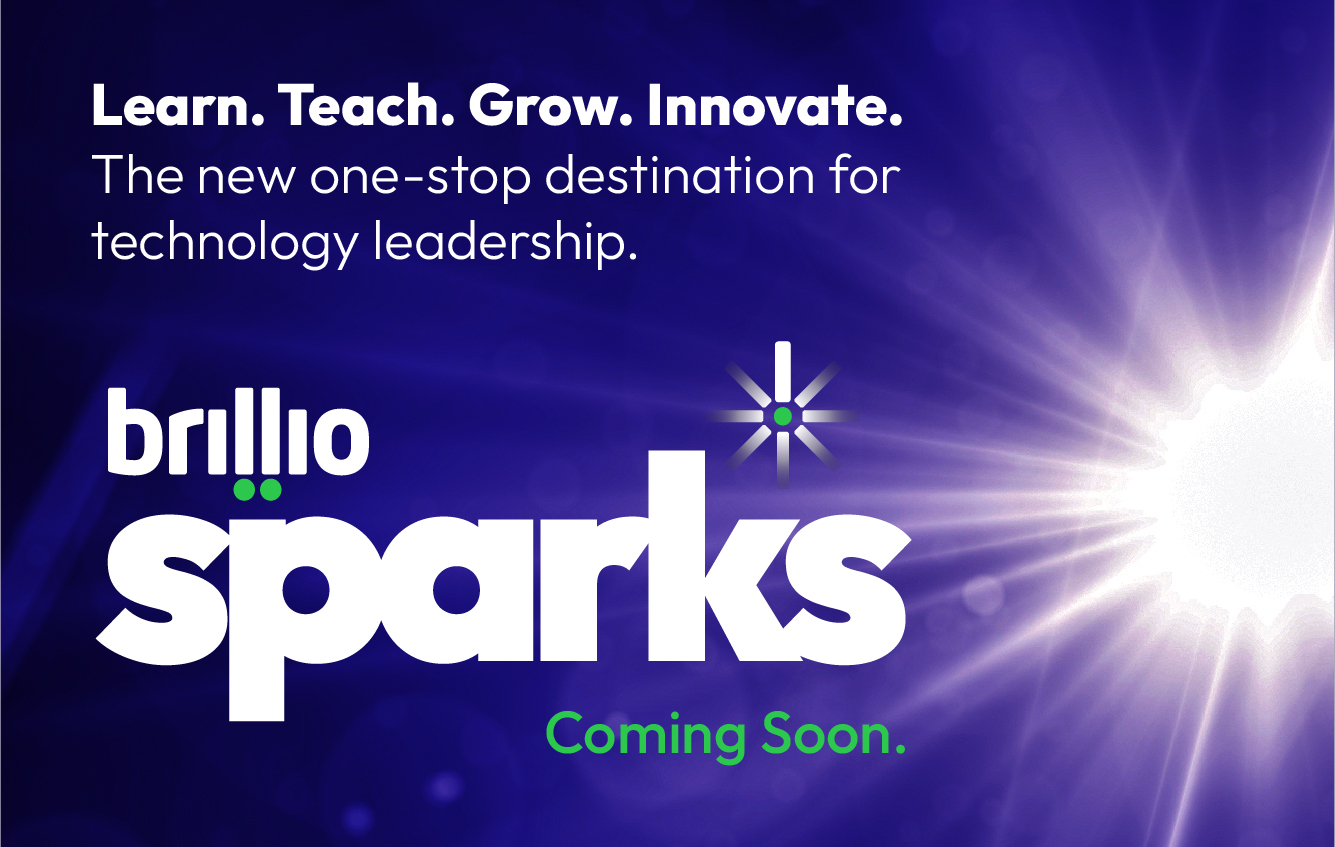 Learn. Teach. Grow. Innovate.
The new one-stop destination for
technology leadership.
brillio
sparks
Coming Soon.